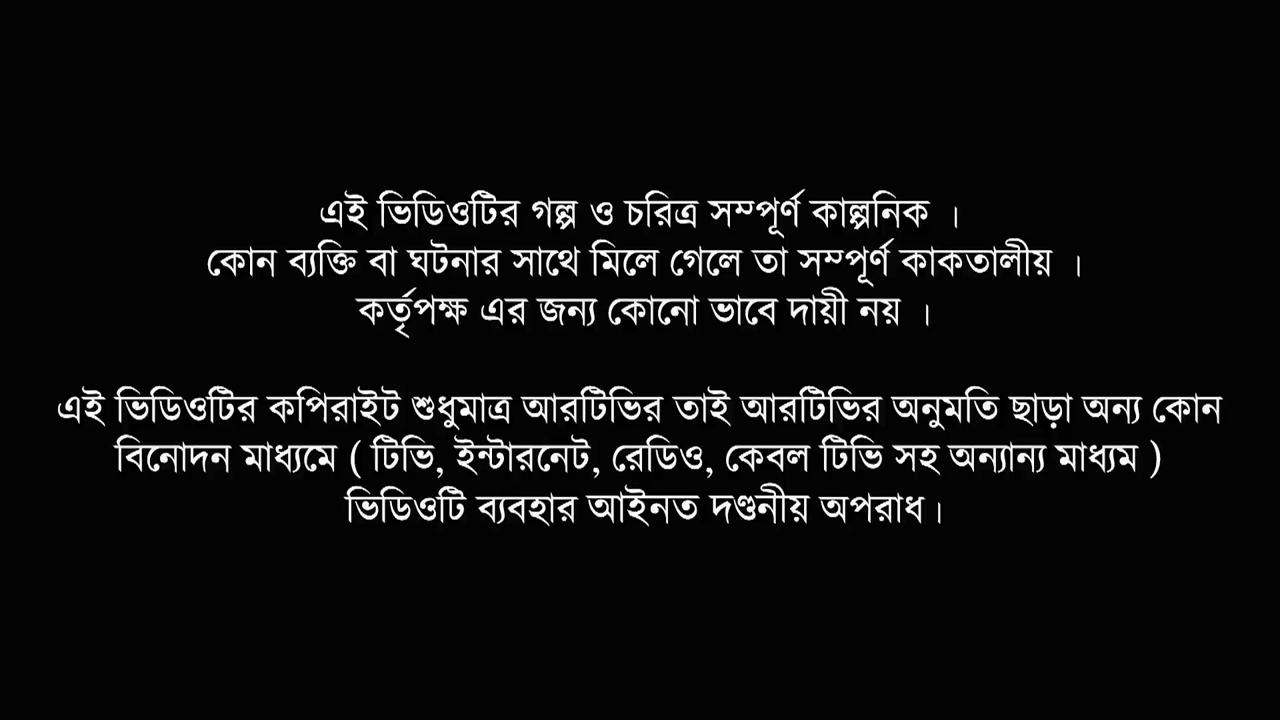 এই ভিডিওটির গল্প ও চরিত্র সম্পূর্ণ কাল্পনিক ।
কোন ব্যক্তি বা ঘটনার সাথে মিলে গেলে তা সম্পূর্ণ কাকতালীয় ।
কর্তৃপক্ষ এর জন্য কোনো ভাবে দায়ী নয় ।
এই ভিডিওটির কপিরাইট শুধুমাত্র আরটিভির তাই আরটিভির অনুমতি ছাড়া অন্য কোন
বিনোদন মাধ্যমে ( টিভি, ইন্টারনেট, রেডিও, কেবল টিভি সহ অন্যান্য মাধ্যম )
ভিডিওটি ব্যবহার আইনত দণ্ডনীয় অপরাধ।